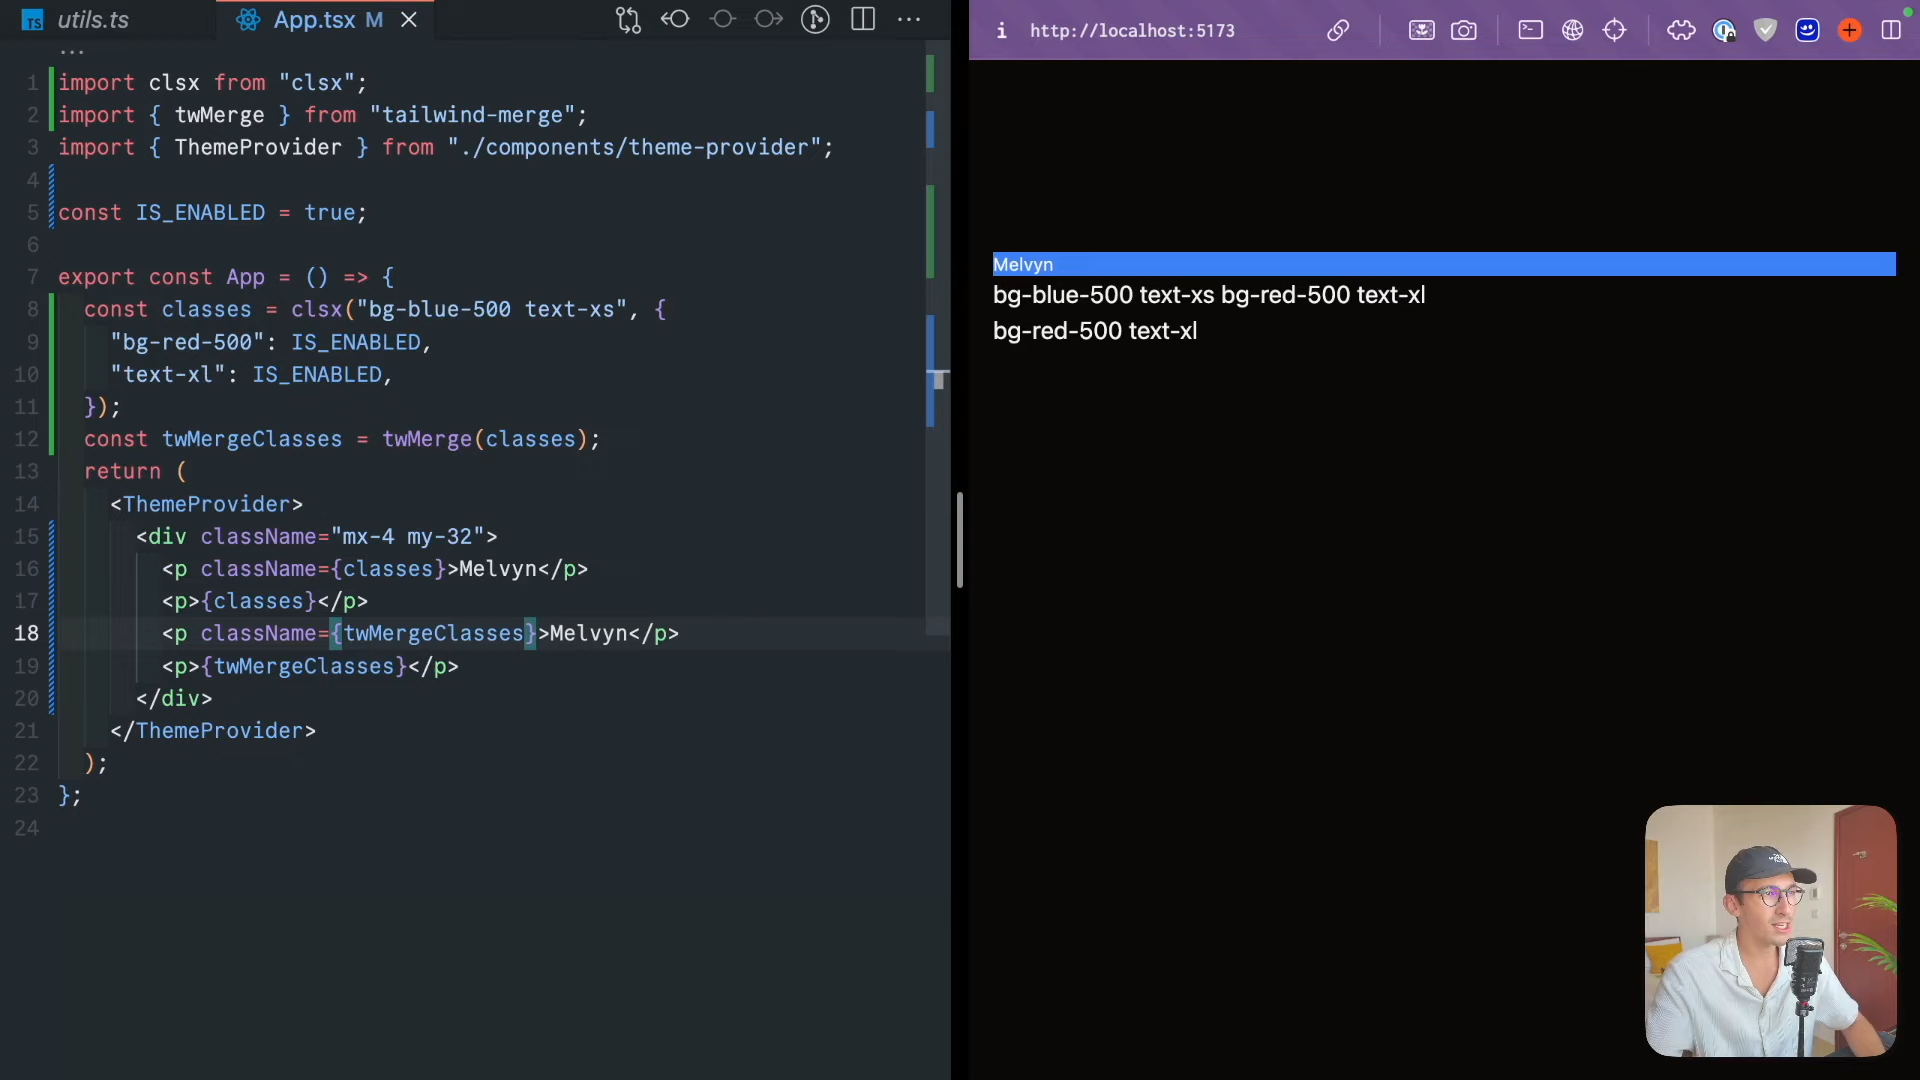 TS utils.ts
App.tsx M
...
1 import clsx from "clsx";
2 import { twMerge } from "tailwind-merge";
3 import { ThemeProvider } from "./components/theme-provider";
4
5 const IS_ENABLED = true;
6
7 export const App = () => {
8 const classes = clsx("bg-blue-500 text-xs", {
9 "bg-red-500": IS_ENABLED,
10 "text-xl": IS_ENABLED,
11 });
12 const twMergeClasses = twMerge(classes);
13 return (
14 <ThemeProvider>
15 <div className="mx-4 my-32">
16 <p className={classes}>Melvyn</p>
17 <p>{classes}</p>
18 <p className={twMergeClasses}>Melvyn</p>
19 <p>{twMergeClasses}</p>
20 </div>
21 </ThemeProvider>
22 );
23 };
24
http://localhost:5173
Melvyn
bg-blue-500 text-xs bg-red-500 text-xl
bg-red-500 text-xl